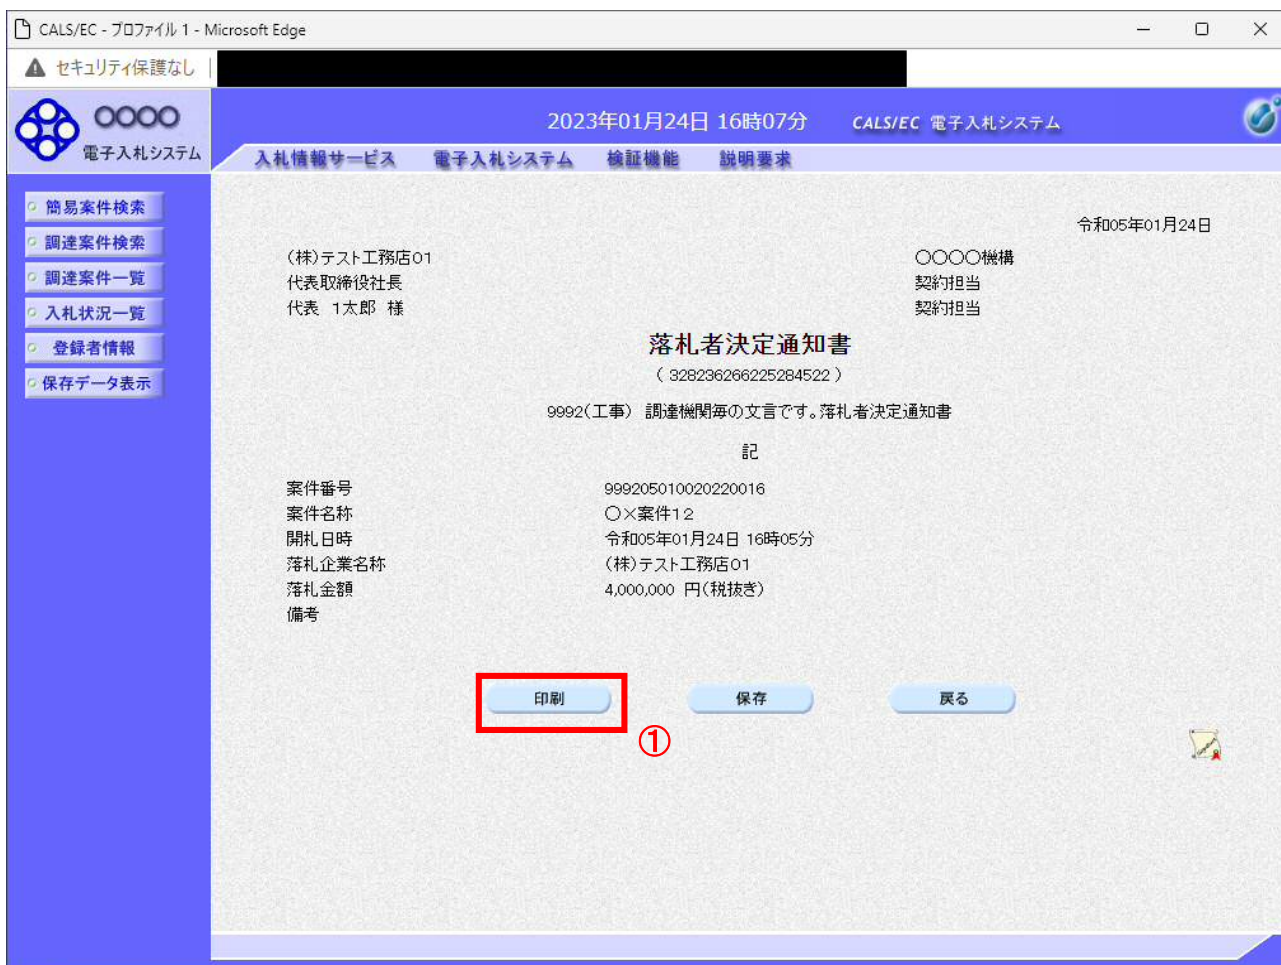 CALS/EC - プロファイル 1 - Microsoft Edge
セキュリティ保護なし
〇〇〇〇
電子入札システム
2023年01月24日 16時07分
CALS/EC 電子入札システム
入札情報サービス 電子入札システム 検証機能 説明要求
簡易案件検索
調達案件検索
調達案件一覧
入札状況一覧
登録者情報
保存データ表示
令和05年01月24日
(株)テスト工務店01
〇〇〇〇機構
代表取締役社長
契約担当
代表 1太郎 様
契約担当
落札者決定通知書
( 328236266225284522 )
9992(工事) 調達機関毎の文言です。落札者決定通知書
記
案件番号 999205010020220016
案件名称 〇×案件12
開札日時 令和05年01月24日 16時05分
落札企業名称 (株)テスト工務店01
落札金額 4,000,000 円(税抜き)
備考
印刷 保存 戻る
①